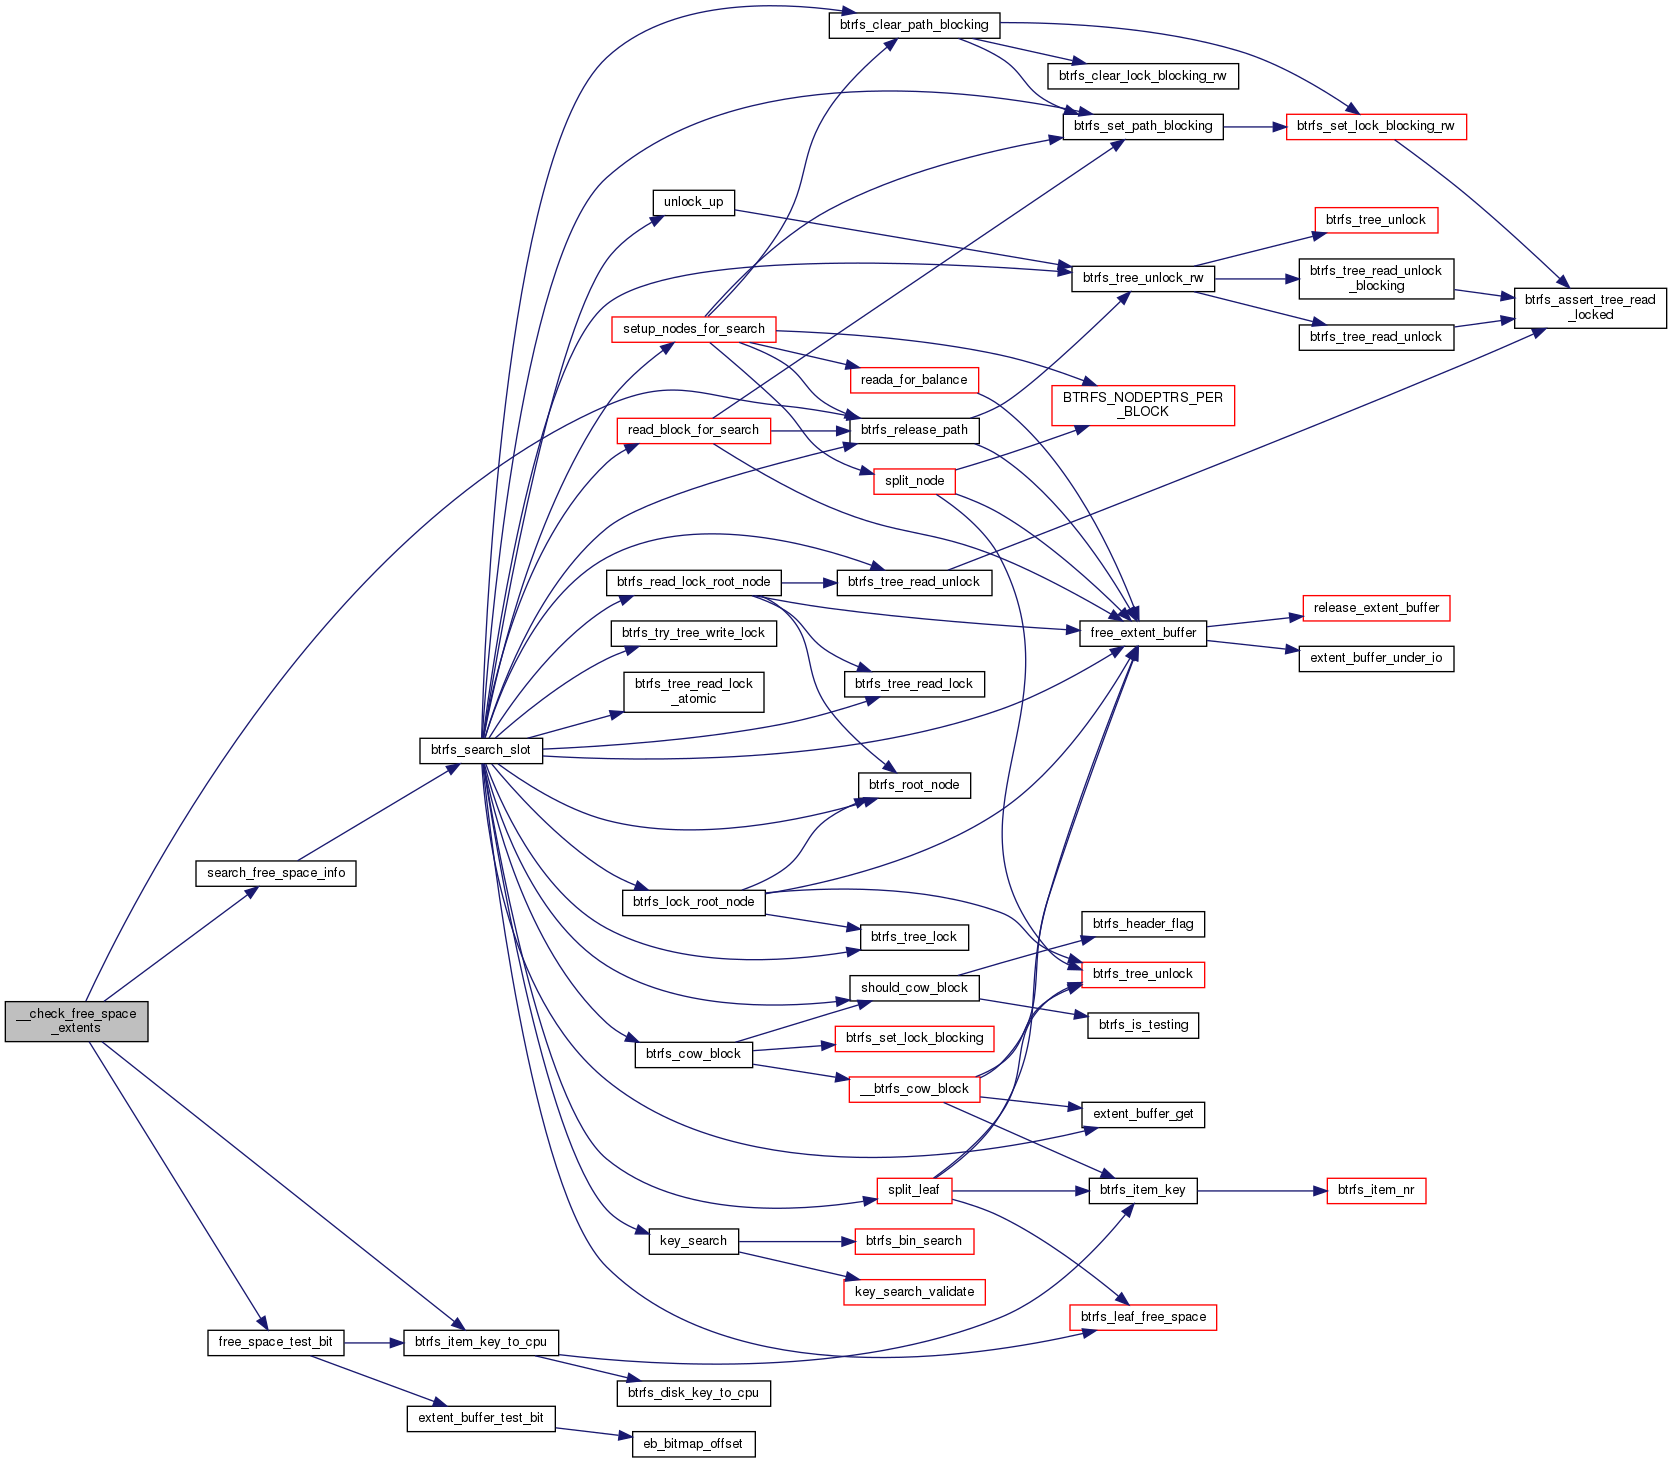 btrfs_clear_path_blocking
btrfs_clear_lock_blocking_rw
btrfs_set_path_blocking
btrfs_set_lock_blocking_rw
unlock_up
btrfs_tree_unlock
btrfs_tree_unlock_rw
btrfs_tree_read_unlock
_blocking
btrfs_assert_tree_read
_locked
setup_nodes_for_search
btrfs_tree_read_unlock
reada_for_balance
BTRFS_NODEPTRS_PER
_BLOCK
read_block_for_search
btrfs_release_path
split_node
btrfs_read_lock_root_node
btrfs_tree_read_unlock
release_extent_buffer
btrfs_try_tree_write_lock
free_extent_buffer
extent_buffer_under_io
btrfs_tree_read_lock
_atomic
btrfs_tree_read_lock
btrfs_search_slot
btrfs_root_node
search_free_space_info
btrfs_lock_root_node
btrfs_header_flag
btrfs_tree_lock
btrfs_tree_unlock
should_cow_block
__check_free_space
_extents
btrfs_is_testing
btrfs_set_lock_blocking
btrfs_cow_block
__btrfs_cow_block
extent_buffer_get
split_leaf
btrfs_item_key
btrfs_item_nr
key_search
btrfs_bin_search
key_search_validate
btrfs_leaf_free_space
free_space_test_bit
btrfs_item_key_to_cpu
btrfs_disk_key_to_cpu
extent_buffer_test_bit
eb_bitmap_offset